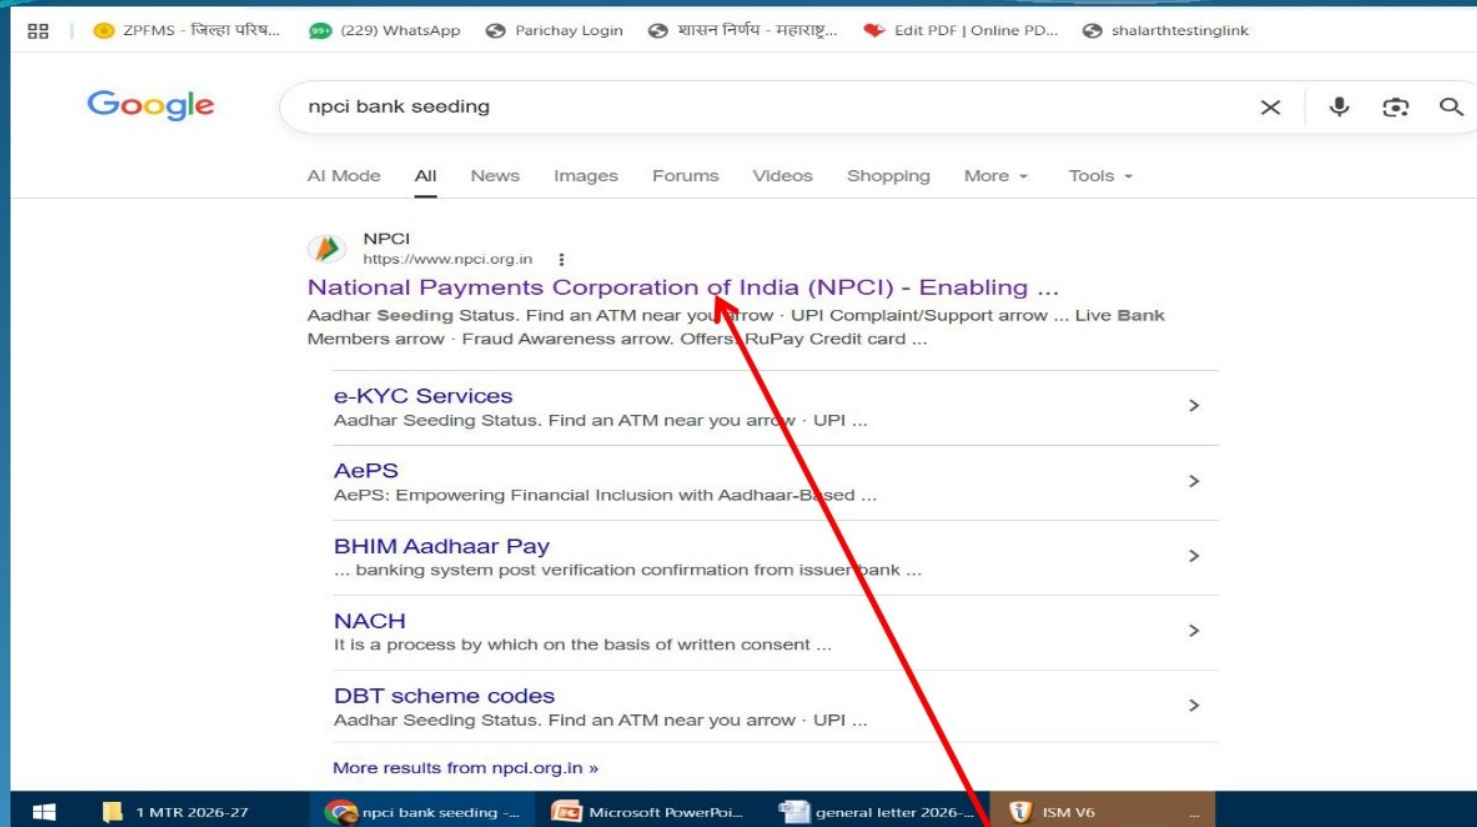 ZPFMS - जिल्हा परिष... (229) WhatsApp Parichay Login शासन निर्णय - महाराष्ट्र... Edit PDF | Online PD... shalarthtestinglink
99+
Google npci bank seeding
AI Mode All News Images Forums Videos Shopping More Tools
NPCI
https://www.npci.org.in
National Payments Corporation of India (NPCI) - Enabling ...
Aadhar Seeding Status. Find an ATM near you arrow · UPI Complaint/Support arrow ... Live Bank
Members arrow · Fraud Awareness arrow. Offers. RuPay Credit card ...
e-KYC Services
Aadhar Seeding Status. Find an ATM near you arrow · UPI ...
AePS
AePS: Empowering Financial Inclusion with Aadhaar-Based ...
BHIM Aadhaar Pay
... banking system post verification confirmation from issuer bank ...
NACH
It is a process by which on the basis of written consent ...
DBT scheme codes
Aadhar Seeding Status. Find an ATM near you arrow · UPI ...
More results from npci.org.in »
1 MTR 2026-27 npci bank seeding -... Microsoft PowerPoi... general letter 2026-... ISM V6 ...